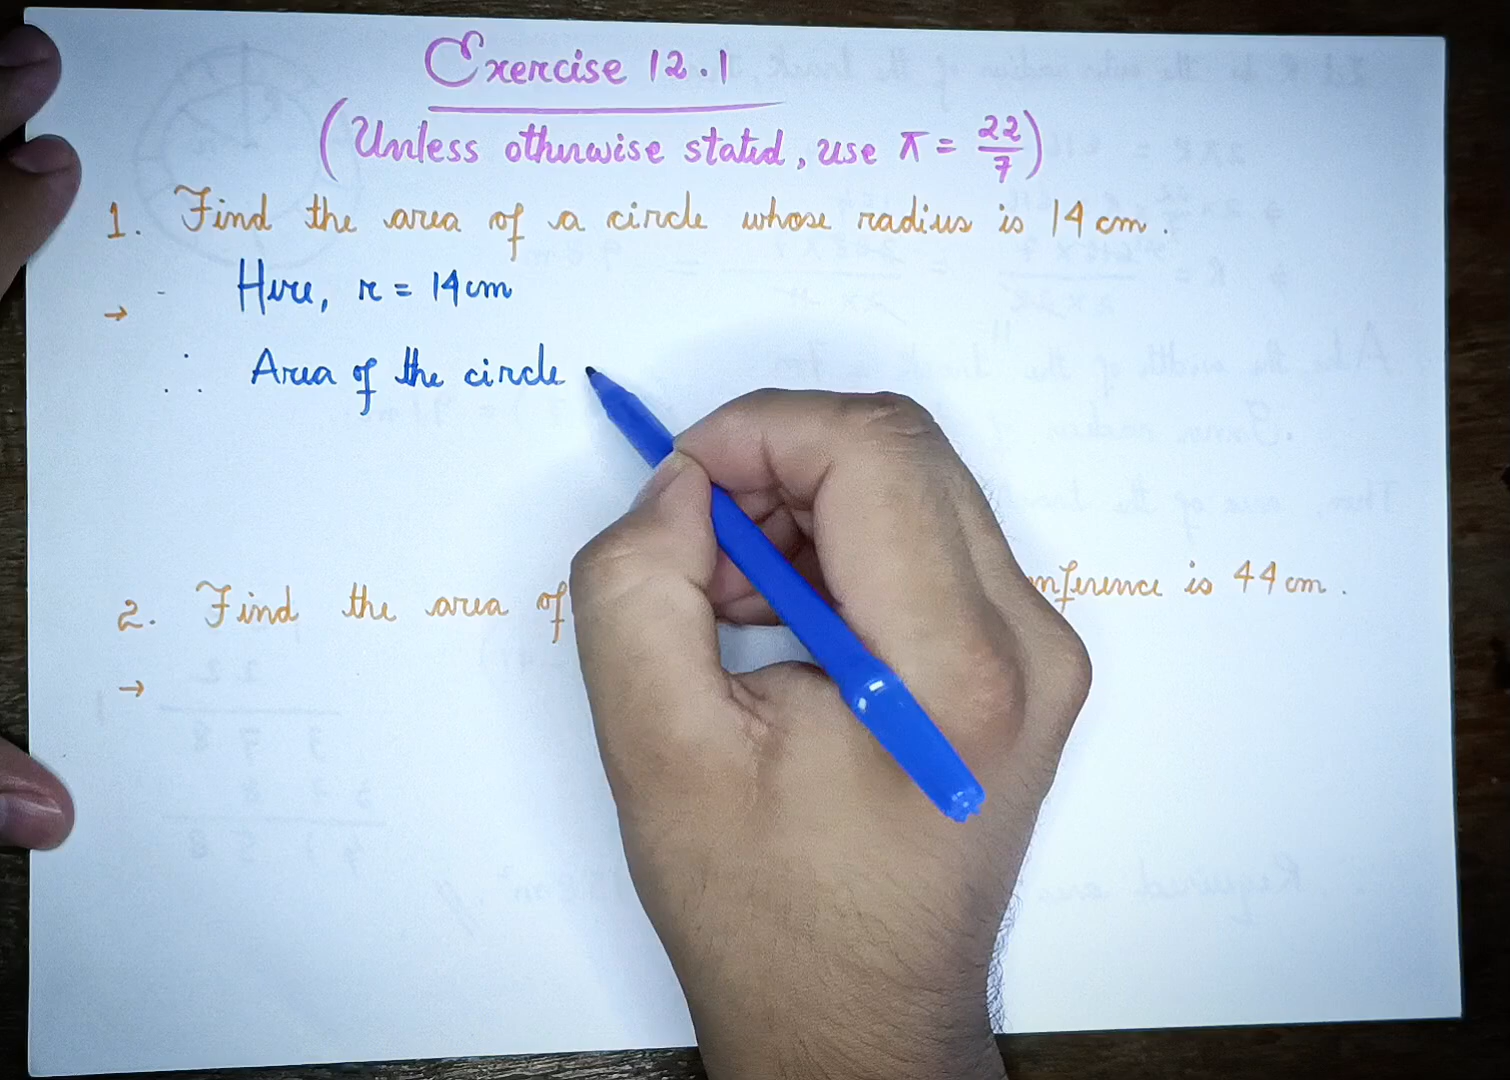 Exercise 12.1
(Unless otherwise stated, use π = 22/7)
1. Find the area of a circle whose radius is 14 cm.
→ Here, r = 14 cm
∴ Area of the circle
2. Find the area of is 44 cm.
→